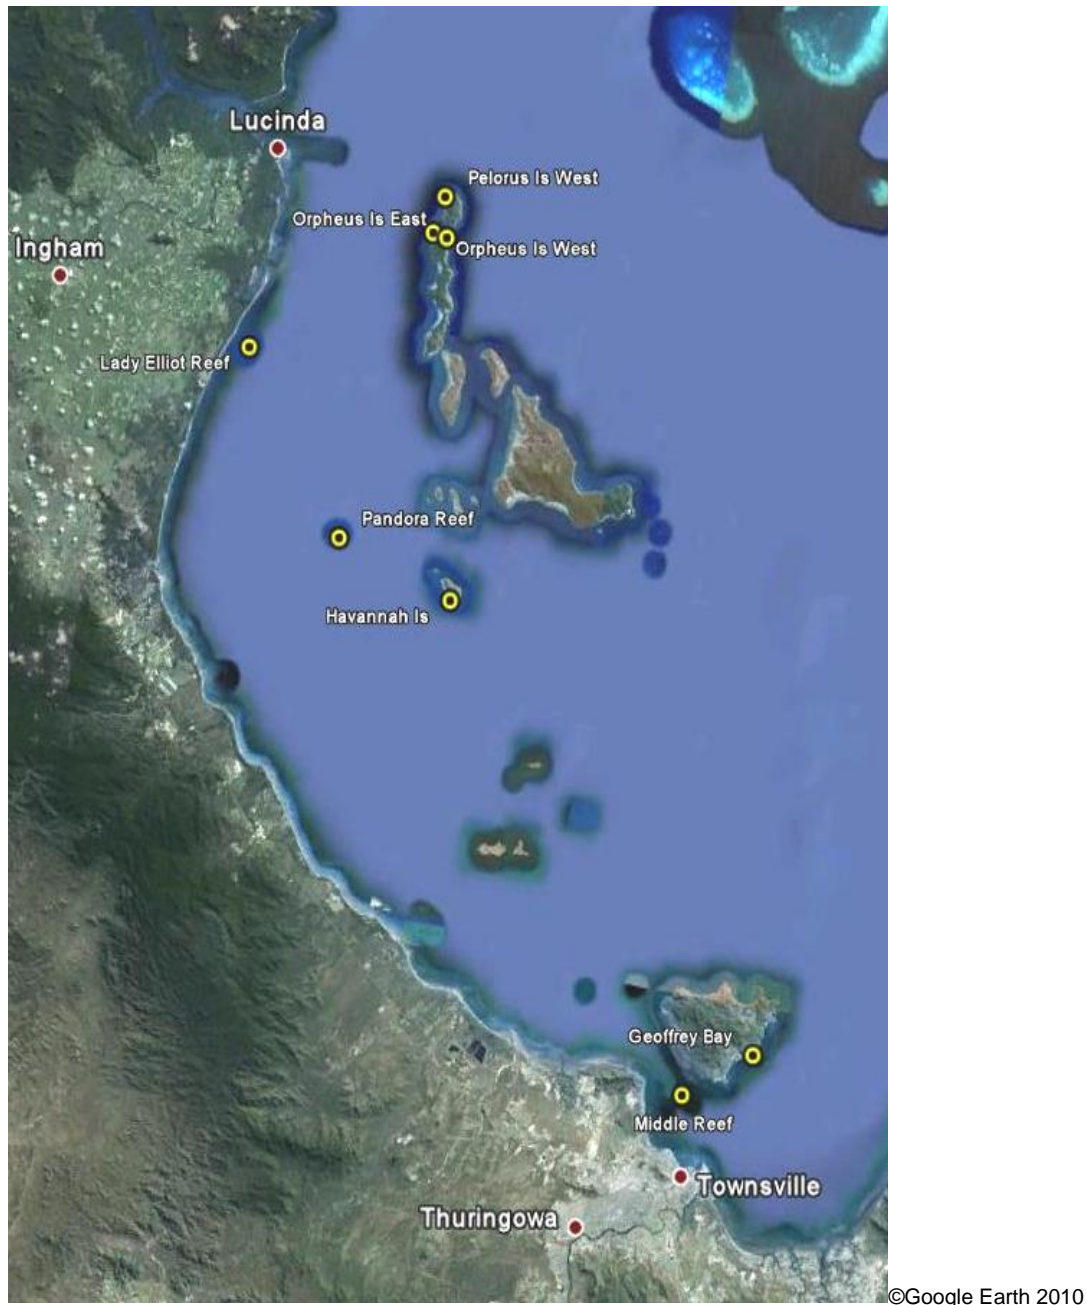 Lucinda
Pelorus Is West
Orpheus Is East
Orpheus Is West
Ingham
Lady Elliot Reef
Pandora Reef
Havannah Is
Geoffrey Bay
Middle Reef
Townsville
Thuringowa
©Google Earth 2010